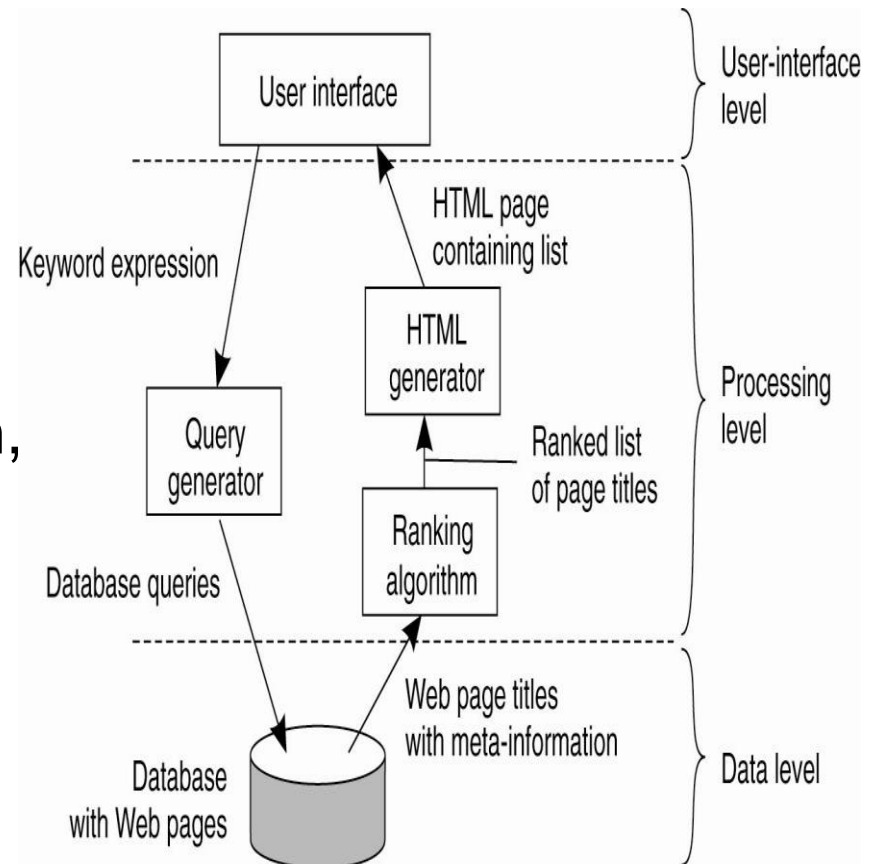 User interface
User-interface
level
HTML page
containing list
Keyword expression
HTML
generator
Processing
level
n,
Query
generator
Ranked list
of page titles
Ranking
algorithm
Database queries
Web page titles
with meta-information
Database
with Web pages
Data level